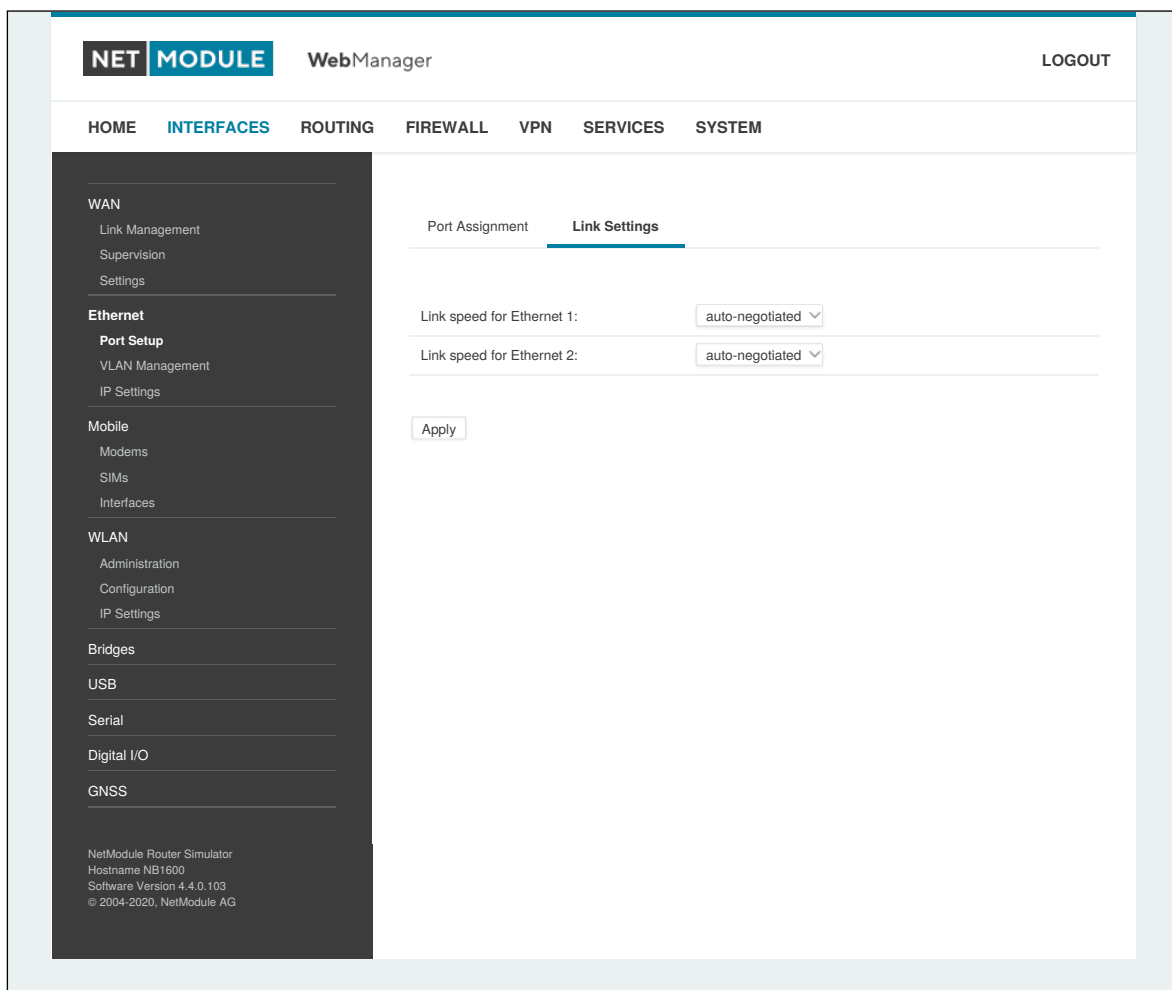 NET MODULE WebManager LOGOUT
HOME INTERFACES ROUTING FIREWALL VPN SERVICES SYSTEM
WAN
Link Management
Supervision
Settings
Ethernet
Port Setup
VLAN Management
IP Settings
Mobile
Modems
SIMs
Interfaces
WLAN
Administration
Configuration
IP Settings
Bridges
USB
Serial
Digital I/O
GNSS
NetModule Router Simulator
Hostname NB1600
Software Version 4.4.0.103
© 2004-2020, NetModule AG
Port Assignment Link Settings
Link speed for Ethernet 1: auto-negotiated
Link speed for Ethernet 2: auto-negotiated
Apply